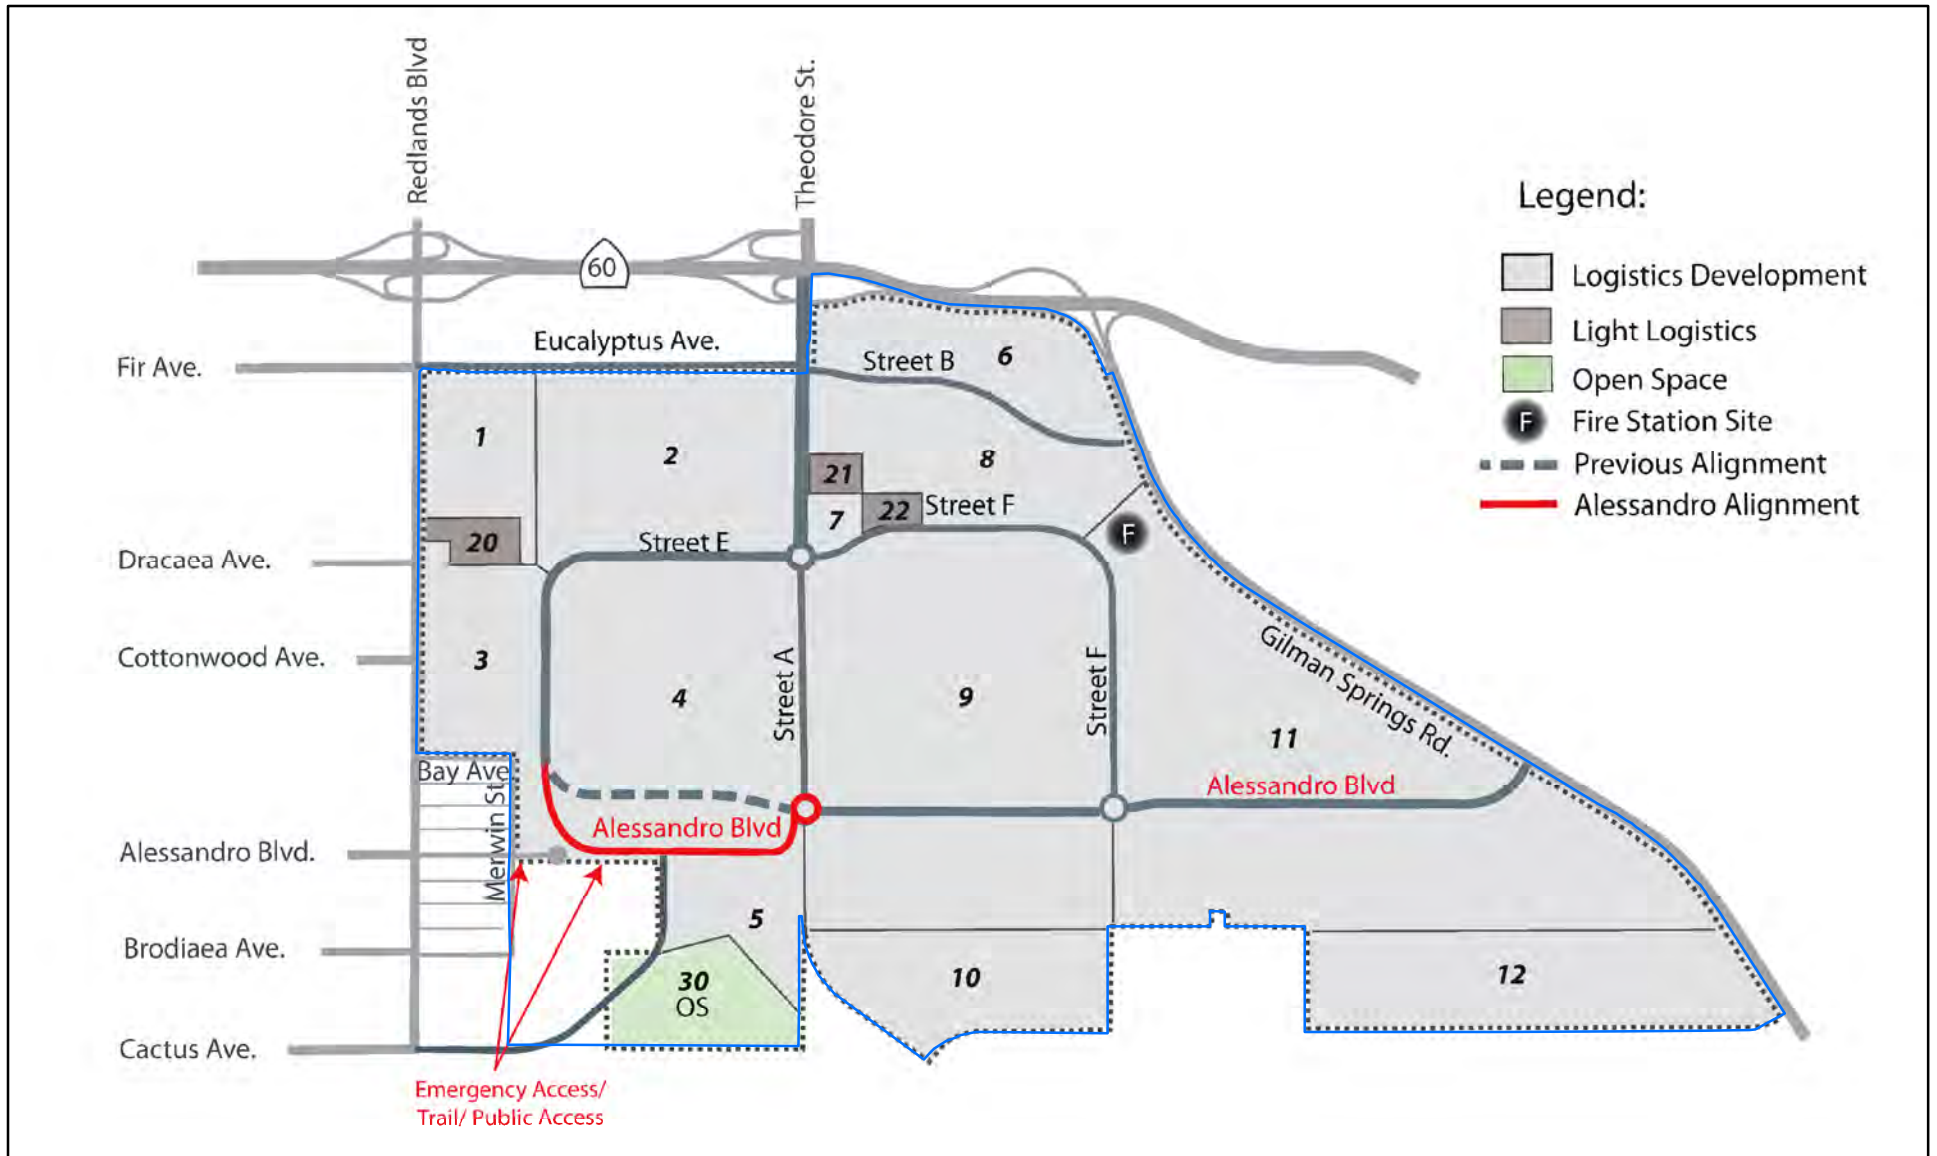 Redlands Blvd
Theodore St.
Legend:
60
Logistics Development
Light Logistics
Open Space
F
Fire Station Site
Previous Alignment
Alessandro Alignment
Eucalyptus Ave.
Fir Ave.
Street B
6
1
2
8
21
22
Street F
7
20
Street E
F
Dracaea Ave.
Cottonwood Ave.
3
4
Street A
9
Street F
Gilman Springs Rd.
11
Bay Ave
Merwin St
Alessandro Blvd
Alessandro Blvd
Alessandro Blvd.
5
Brodiaea Ave.
30
OS
10
12
Cactus Ave.
Emergency Access/
Trail/ Public Access